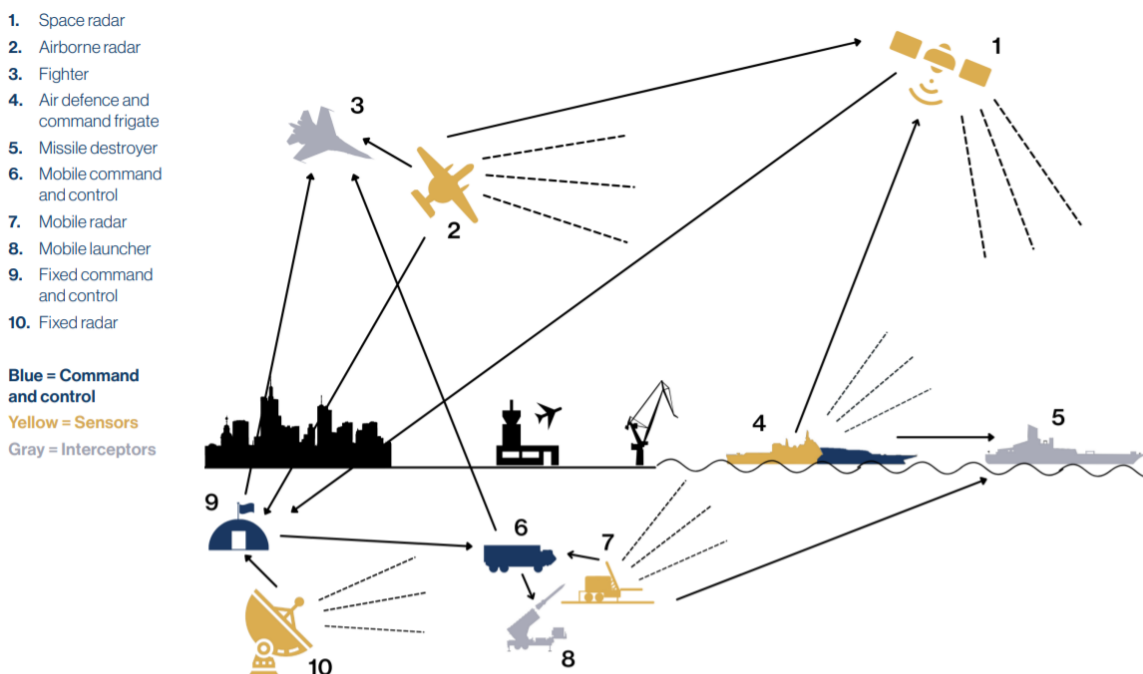 1. Space radar
2. Airborne radar
3. Fighter
4. Air defence and
command frigate
5. Missile destroyer
6. Mobile command
and control
7. Mobile radar
8. Mobile launcher
9. Fixed command
and control
10. Fixed radar
Blue = Command
and control
Yellow = Sensors
Gray = Interceptors
1
3
2
4
5
9
6
7
8
10